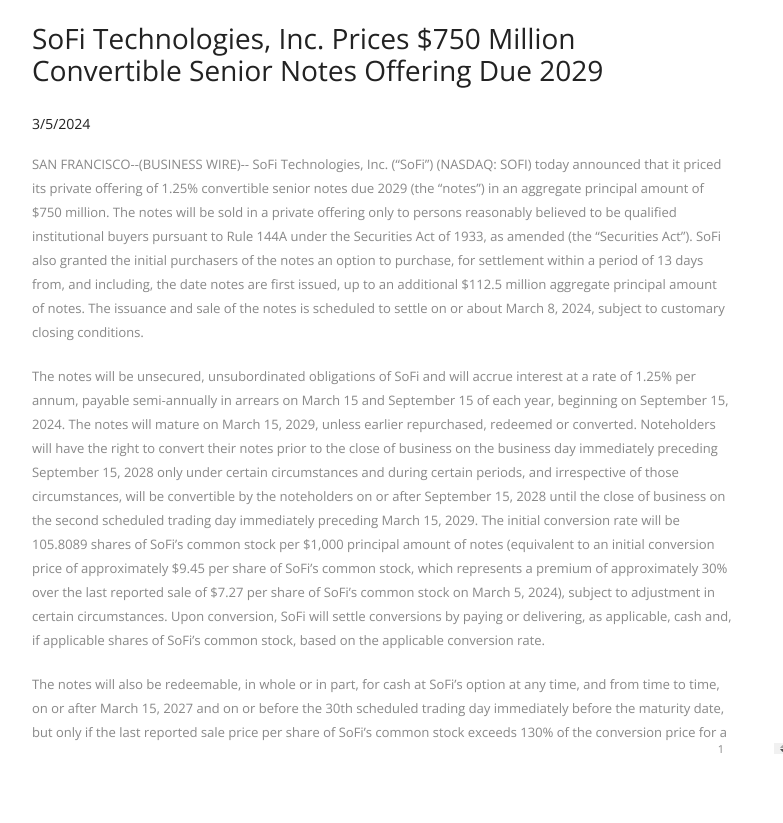 SoFi Technologies, Inc. Prices $750 Million
Convertible Senior Notes Offering Due 2029
3/5/2024
SAN FRANCISCO--(BUSINESS WIRE)-- SoFi Technologies, Inc. (“SoFi”) (NASDAQ: SOFI) today announced that it priced
its private offering of 1.25% convertible senior notes due 2029 (the “notes”) in an aggregate principal amount of
$750 million. The notes will be sold in a private offering only to persons reasonably believed to be qualified
institutional buyers pursuant to Rule 144A under the Securities Act of 1933, as amended (the “Securities Act”). SoFi
also granted the initial purchasers of the notes an option to purchase, for settlement within a period of 13 days
from, and including, the date notes are first issued, up to an additional $112.5 million aggregate principal amount
of notes. The issuance and sale of the notes is scheduled to settle on or about March 8, 2024, subject to customary
closing conditions.
The notes will be unsecured, unsubordinated obligations of SoFi and will accrue interest at a rate of 1.25% per
annum, payable semi-annually in arrears on March 15 and September 15 of each year, beginning on September 15,
2024. The notes will mature on March 15, 2029, unless earlier repurchased, redeemed or converted. Noteholders
will have the right to convert their notes prior to the close of business on the business day immediately preceding
September 15, 2028 only under certain circumstances and during certain periods, and irrespective of those
circumstances, will be convertible by the noteholders on or after September 15, 2028 until the close of business on
the second scheduled trading day immediately preceding March 15, 2029. The initial conversion rate will be
105.8089 shares of SoFi’s common stock per $1,000 principal amount of notes (equivalent to an initial conversion
price of approximately $9.45 per share of SoFi’s common stock, which represents a premium of approximately 30%
over the last reported sale of $7.27 per share of SoFi’s common stock on March 5, 2024), subject to adjustment in
certain circumstances. Upon conversion, SoFi will settle conversions by paying or delivering, as applicable, cash and,
if applicable shares of SoFi’s common stock, based on the applicable conversion rate.
The notes will also be redeemable, in whole or in part, for cash at SoFi’s option at any time, and from time to time,
on or after March 15, 2027 and on or before the 30th scheduled trading day immediately before the maturity date,
but only if the last reported sale price per share of SoFi’s common stock exceeds 130% of the conversion price for a
1